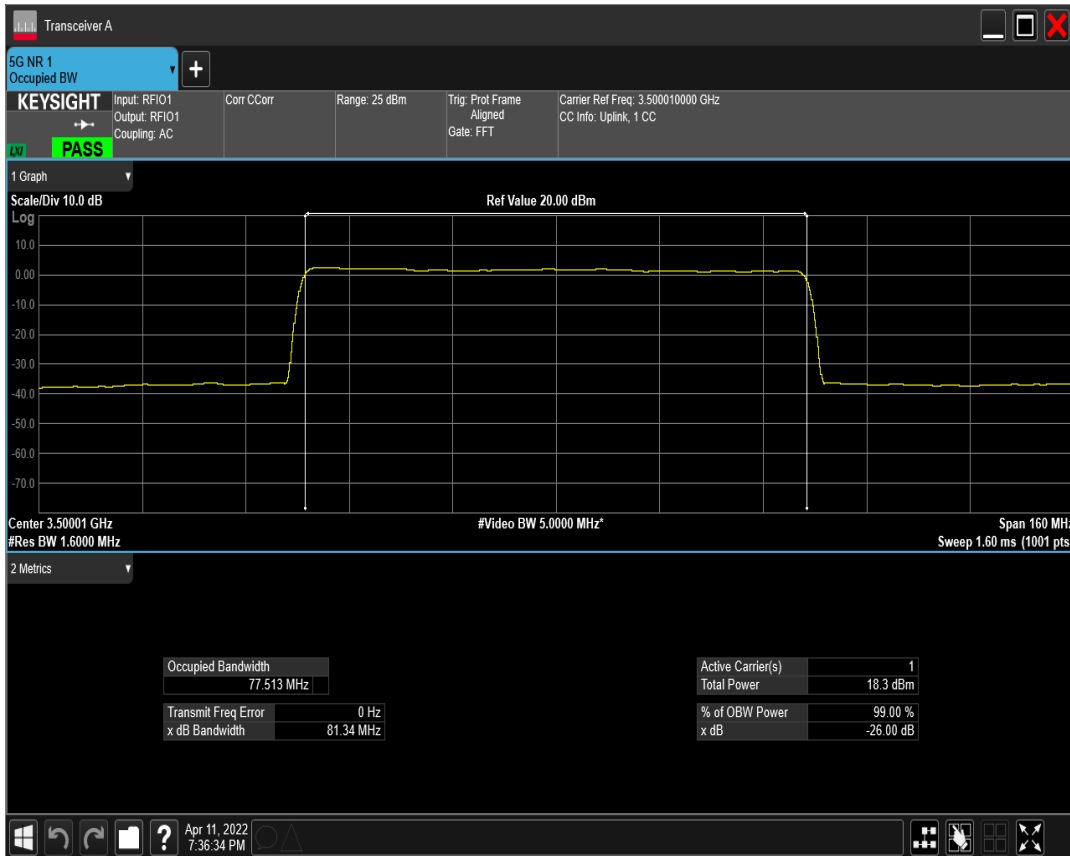 Transceiver A
5G NR 1
Occupied BW
KEYSIGHT
Input: RFIO1
Output: RFIO1
Coupling: AC
Corr CCorr
Range: 25 dBm
Trig: Prot Frame
Aligned
Gate: FFT
Carrier Ref Freq: 3.500010000 GHz
CC Info: Uplink, 1 CC
LXI
PASS
1 Graph
Scale/Div 10.0 dB
Ref Value 20.00 dBm
Log
10.0
0.00
-10.0
-20.0
-30.0
-40.0
-50.0
-60.0
-70.0
Center 3.50001 GHz
#Video BW 5.0000 MHz*
Span 160 MHz
#Res BW 1.6000 MHz
Sweep 1.60 ms (1001 pts
2 Metrics
Occupied Bandwidth
77.513 MHz
Transmit Freq Error 0 Hz
x dB Bandwidth 81.34 MHz
Active Carrier(s) 1
Total Power 18.3 dBm
% of OBW Power 99.00 %
x dB -26.00 dB
Apr 11, 2022
7:36:34 PM